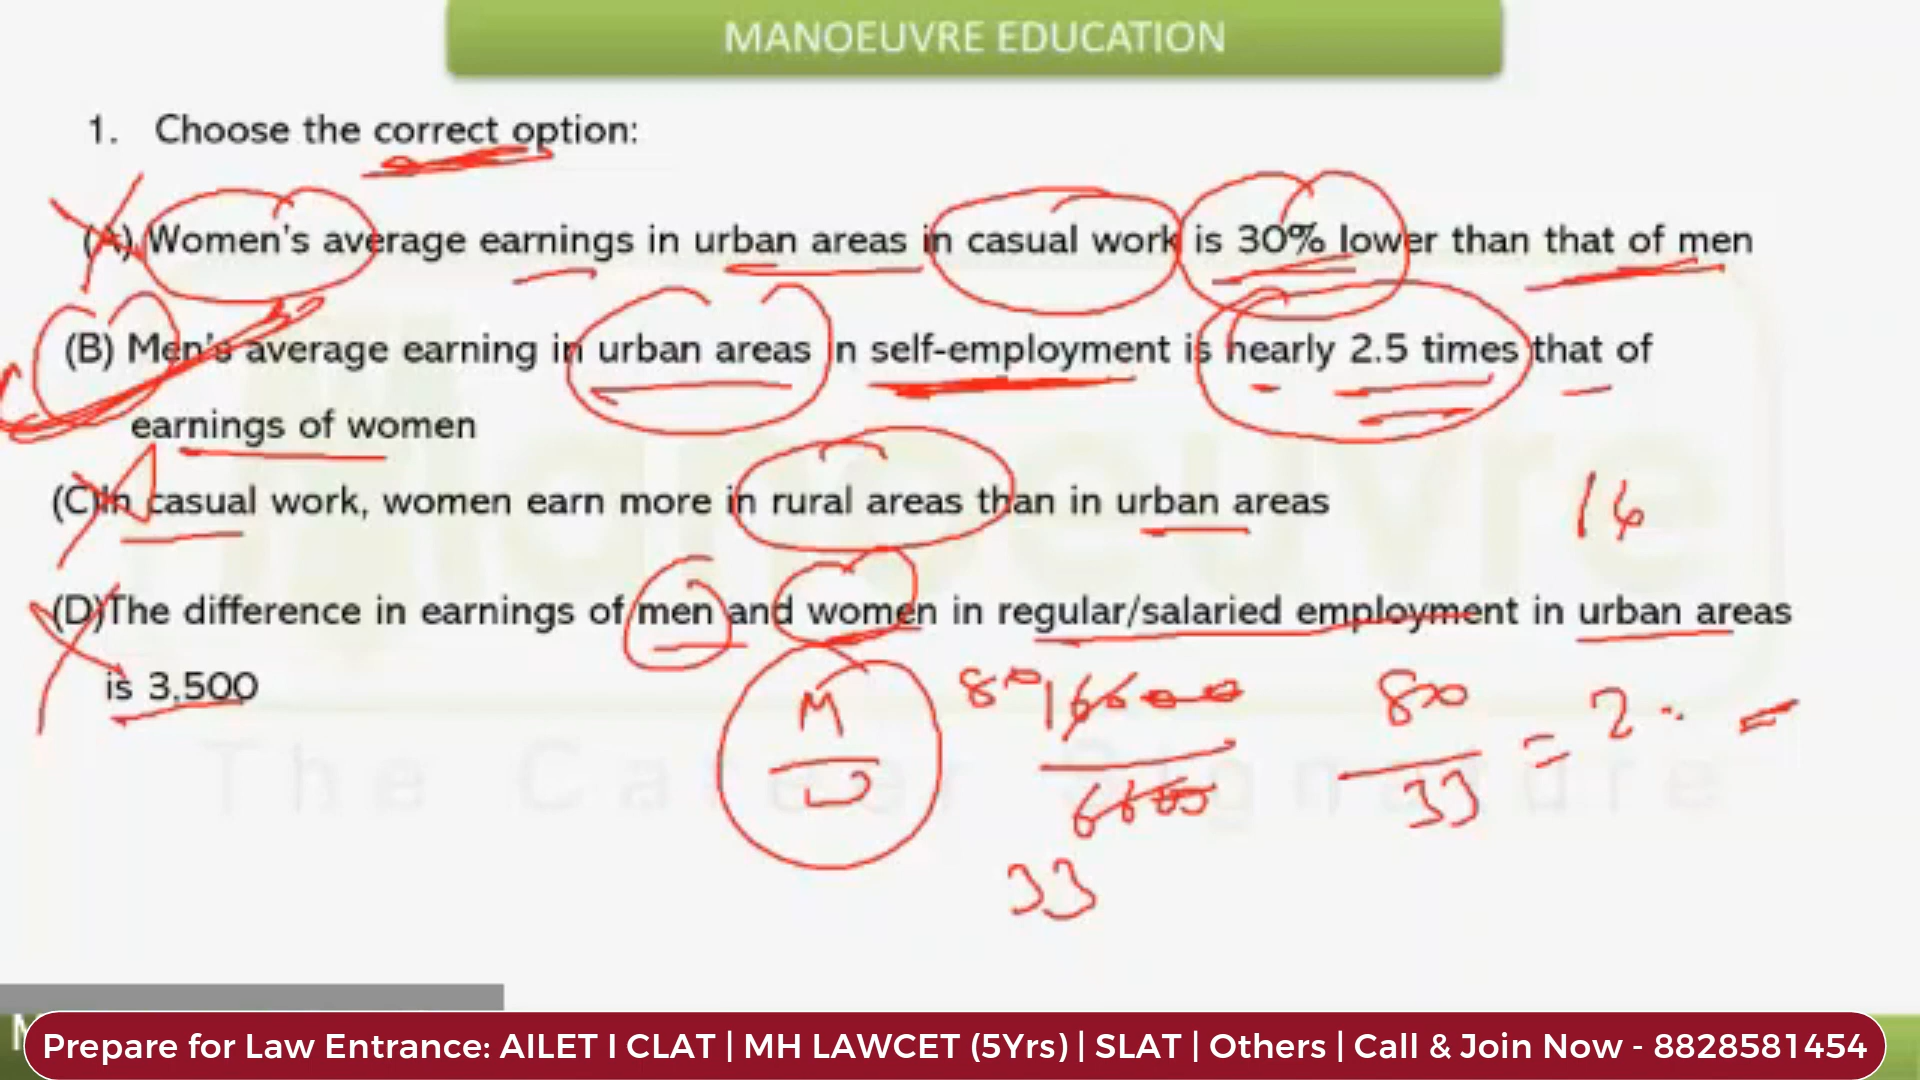 MANOEUVRE EDUCATION
1. Choose the correct option:
(A) Women's average earnings in urban areas in casual work is 30% lower than that of men
(B) Men's average earning in urban areas in self-employment is nearly 2.5 times that of
earnings of women
(C)In casual work, women earn more in rural areas than in urban areas
16
(D)The difference in earnings of men and women in regular/salaried employment in urban areas
is 3,500
M
80
33
= 2..
33
The Career Signature
Prepare for Law Entrance: AILET I CLAT | MH LAWCET (5Yrs) | SLAT | Others | Call & Join Now - 8828581454